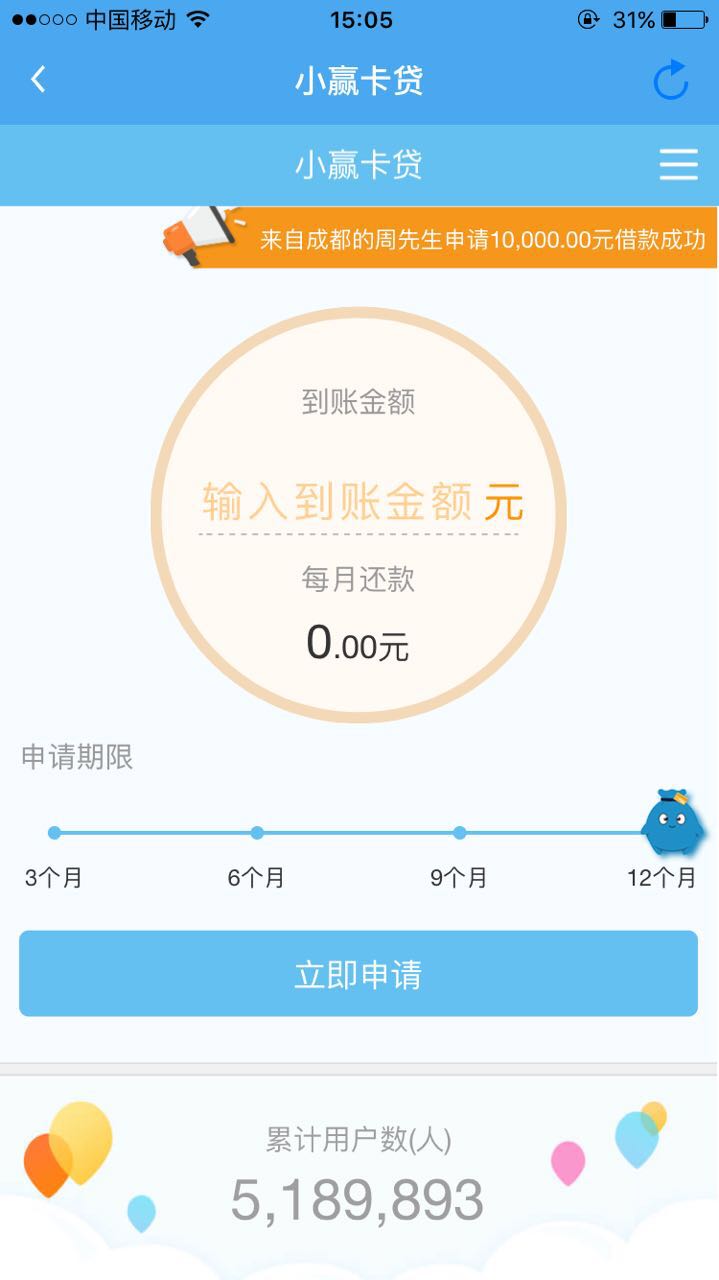 中国移动 15:05 31%
小赢卡贷
小赢卡贷
来自成都的周先生申请10,000.00元借款成功
到账金额
输入到账金额 元
每月还款
0.00元
申请期限
3个月 6个月 9个月 12个月
立即申请
累计用户数(人)
5,189,893